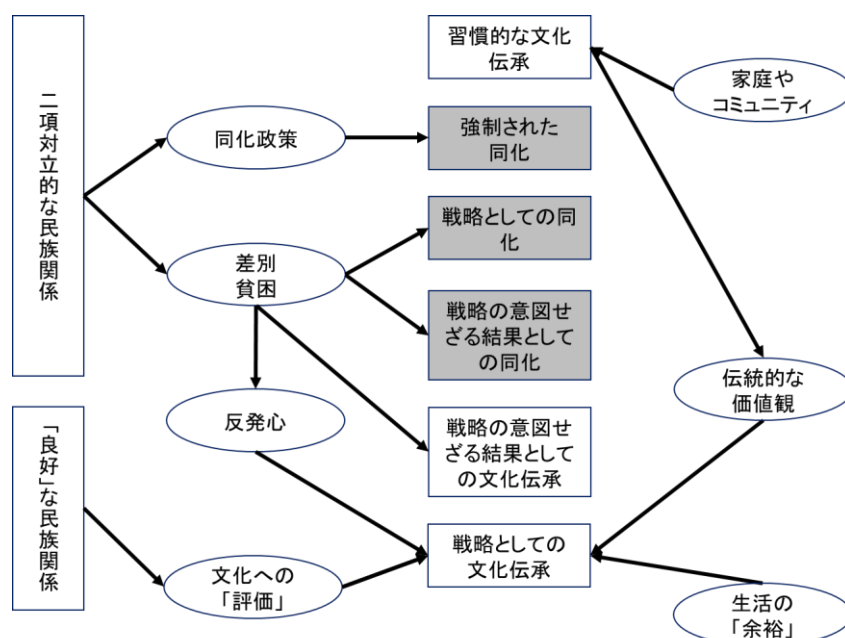 二項対立的な民族関係
「良好」な民族関係
同化政策
差別
貧困
反発心
文化への
「評価」
習慣的な文化
伝承
強制された
同化
戦略としての同
化
戦略の意図せ
ざる結果として
の同化
戦略の意図せ
ざる結果として
の文化伝承
戦略としての
文化伝承
家庭や
コミュニティ
伝統的な
価値観
生活の
「余裕」